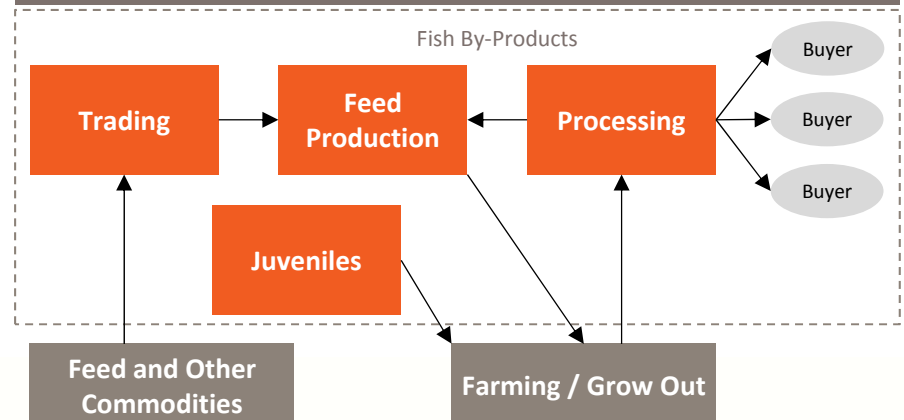 Fish By-Products
Buyer
Trading
Feed
Production
Processing
Buyer
Buyer
Juveniles
Feed and Other
Commodities
Farming / Grow Out